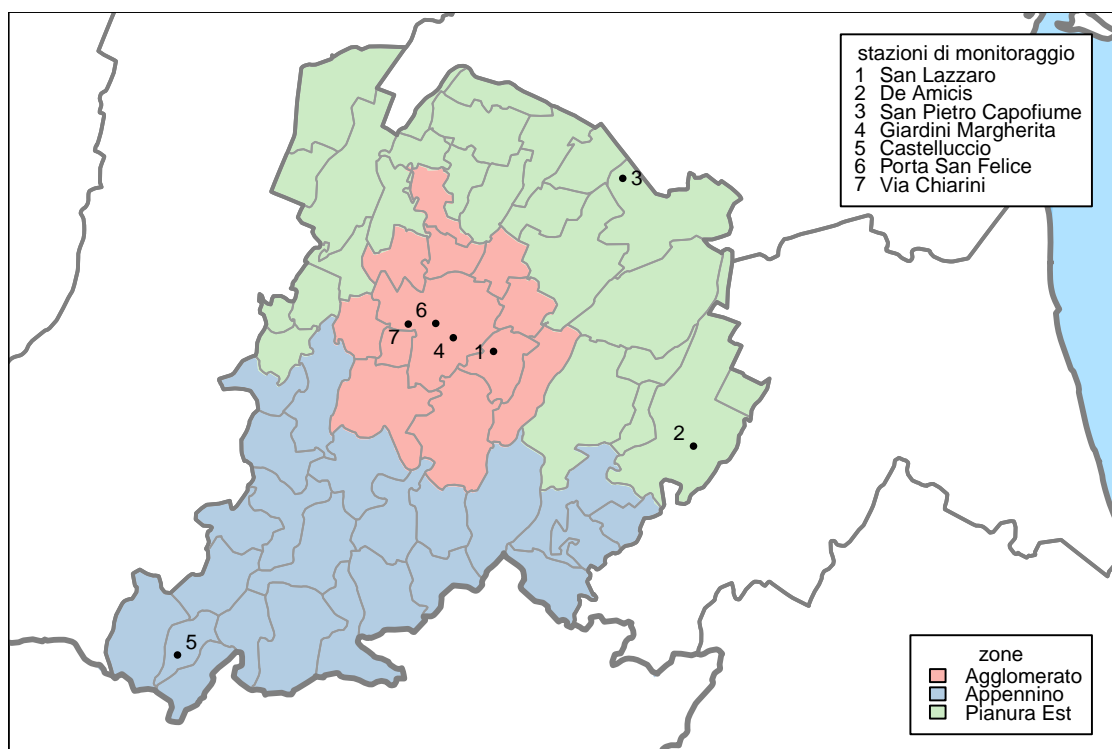 stazioni di monitoraggio
1 San Lazzaro
2 De Amicis
3 San Pietro Capofiume
4 Giardini Margherita
5 Castelluccio
6 Porta San Felice
7 Via Chiarini
3
6
7
4
1
2
5
zone
Agglomerato
Appennino
Pianura Est